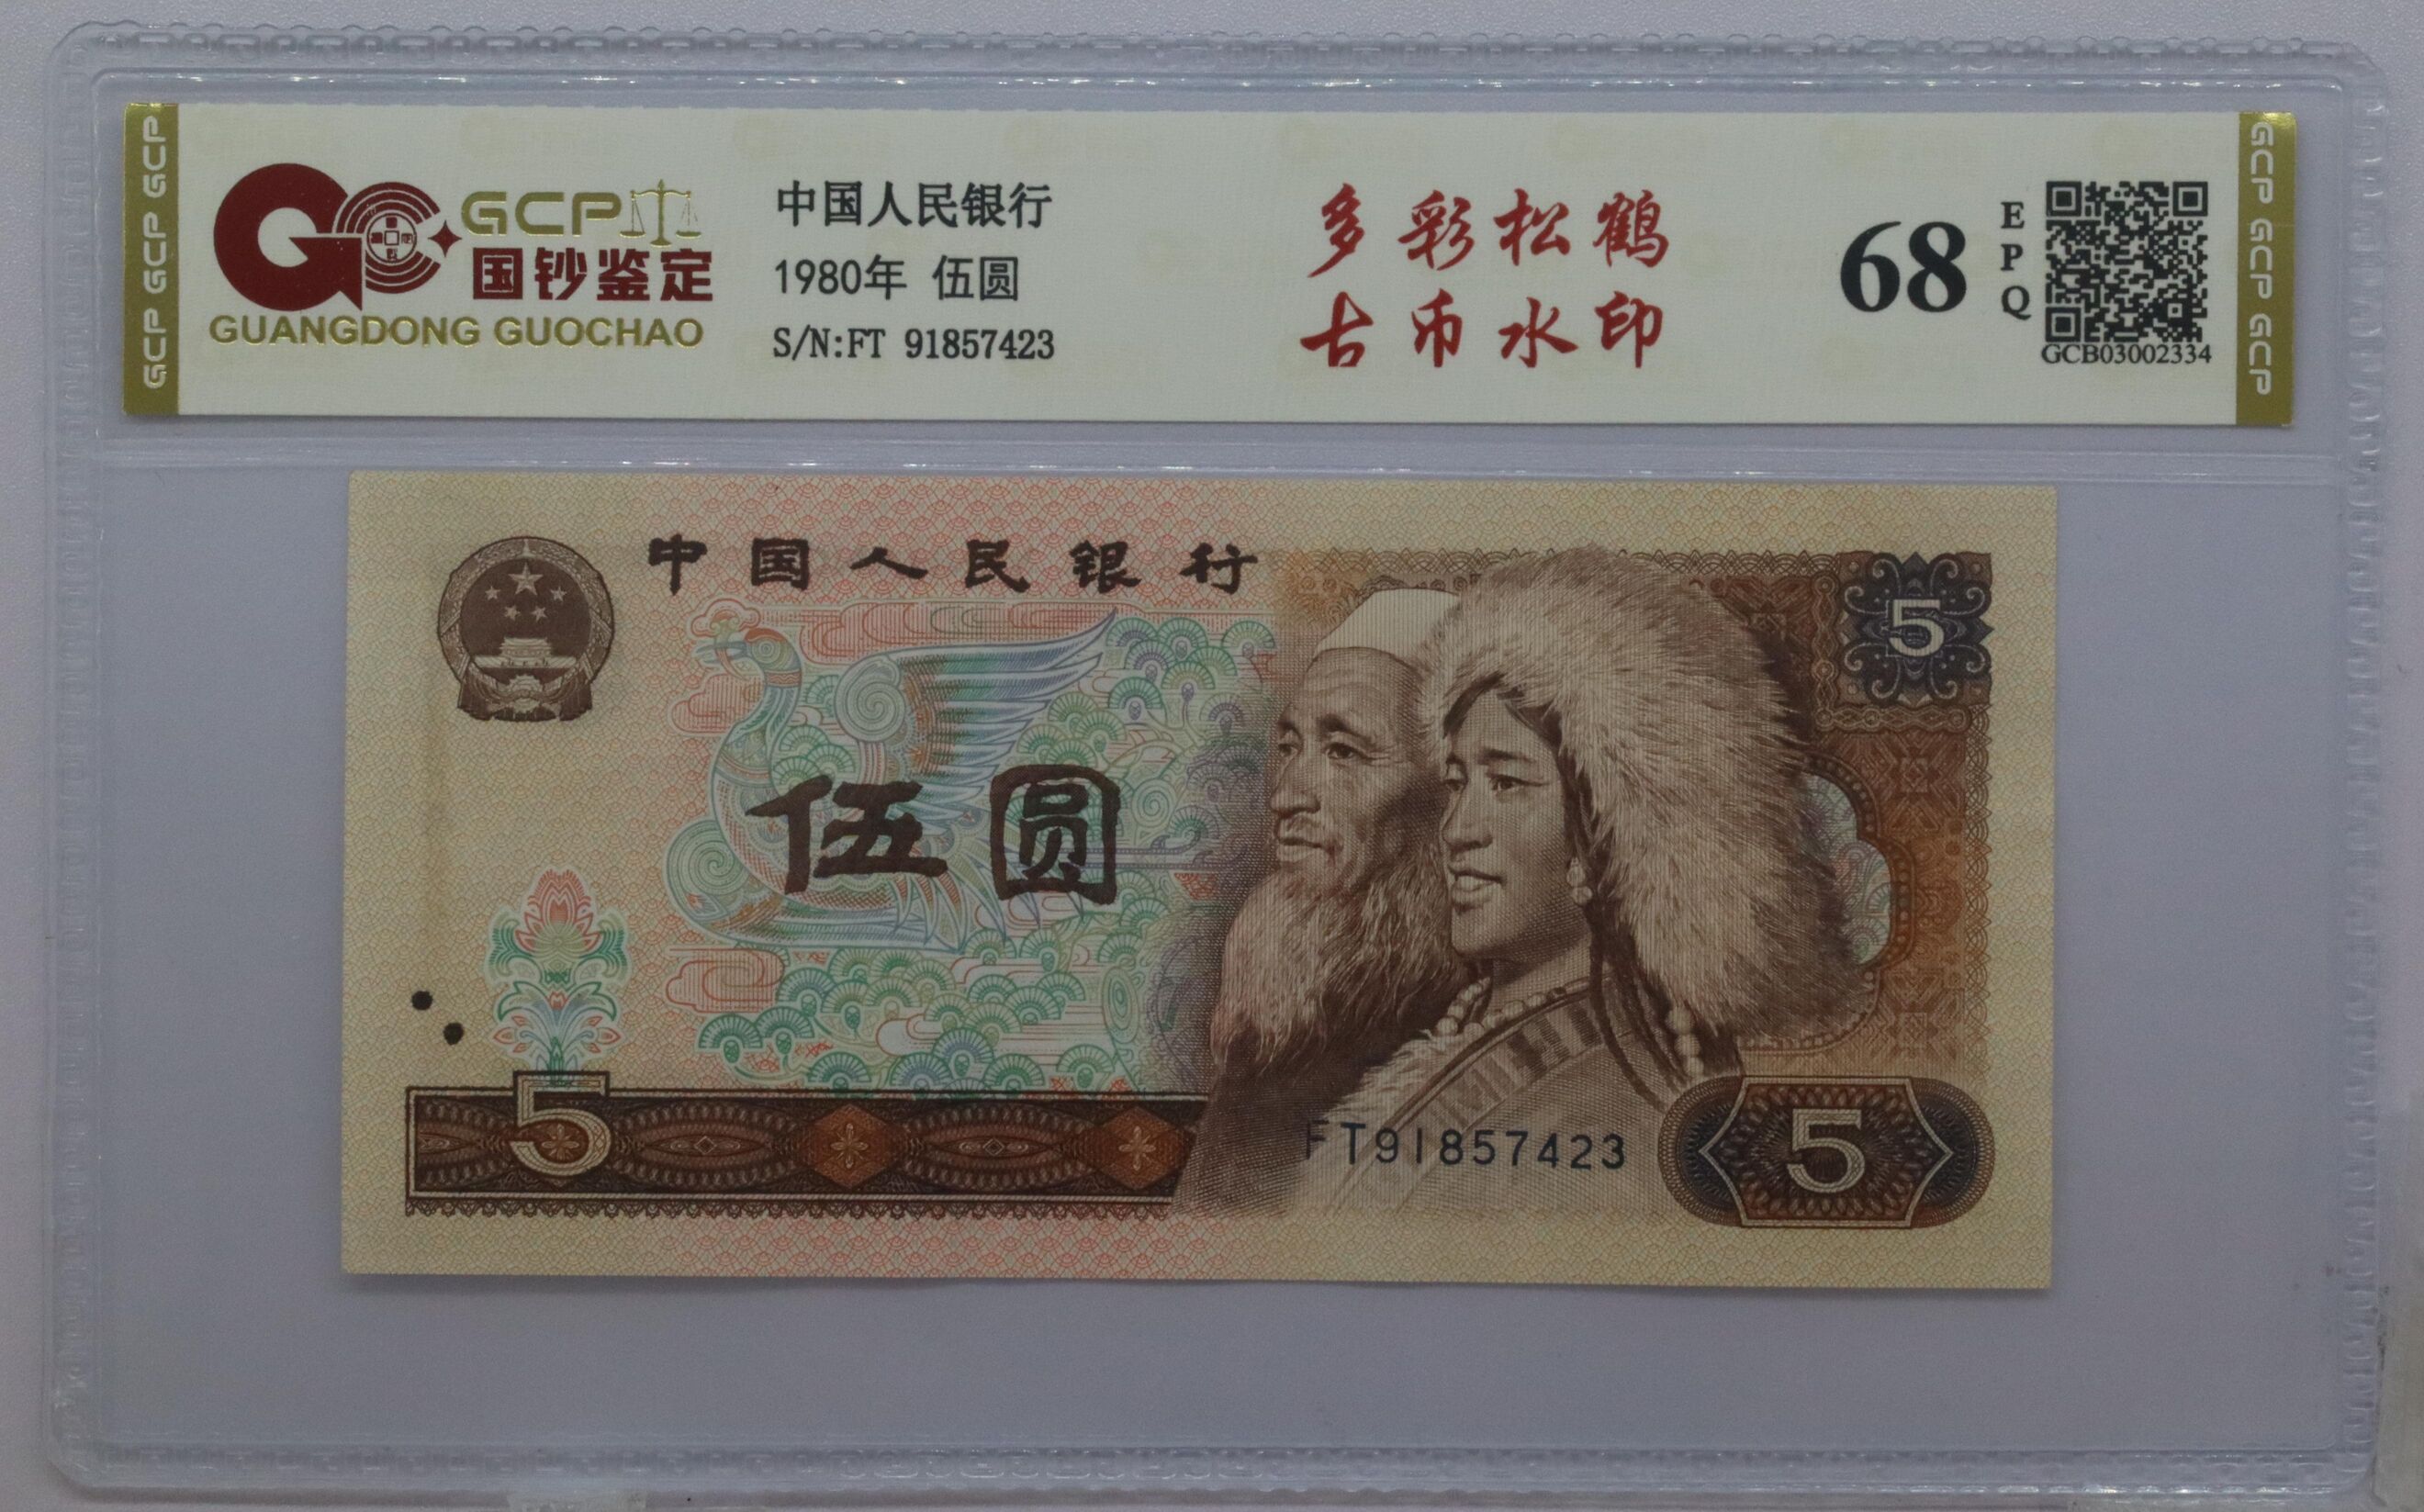 GCP GCP GCP
GCP
国钞鉴定
GUANGDONG GUOCHAO
中国人民银行
1980年 伍圆
S/N:FT 91857423
多彩松鹤
古币水印
68
EPQ
GCB03002334
GCP GCP GCP
中国人民银行
5
伍圆
5
FT91857423
5